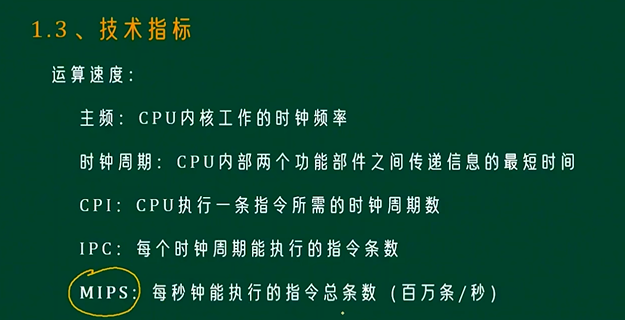 1.3、技术指标
运算速度：
主频：CPU内核工作的时钟频率
时钟周期：CPU内部两个功能部件之间传递信息的最短时间
CPI：CPU执行一条指令所需的时钟周期数
IPC：每个时钟周期能执行的指令条数
MIPS：每秒钟能执行的指令总条数（百万条/秒）